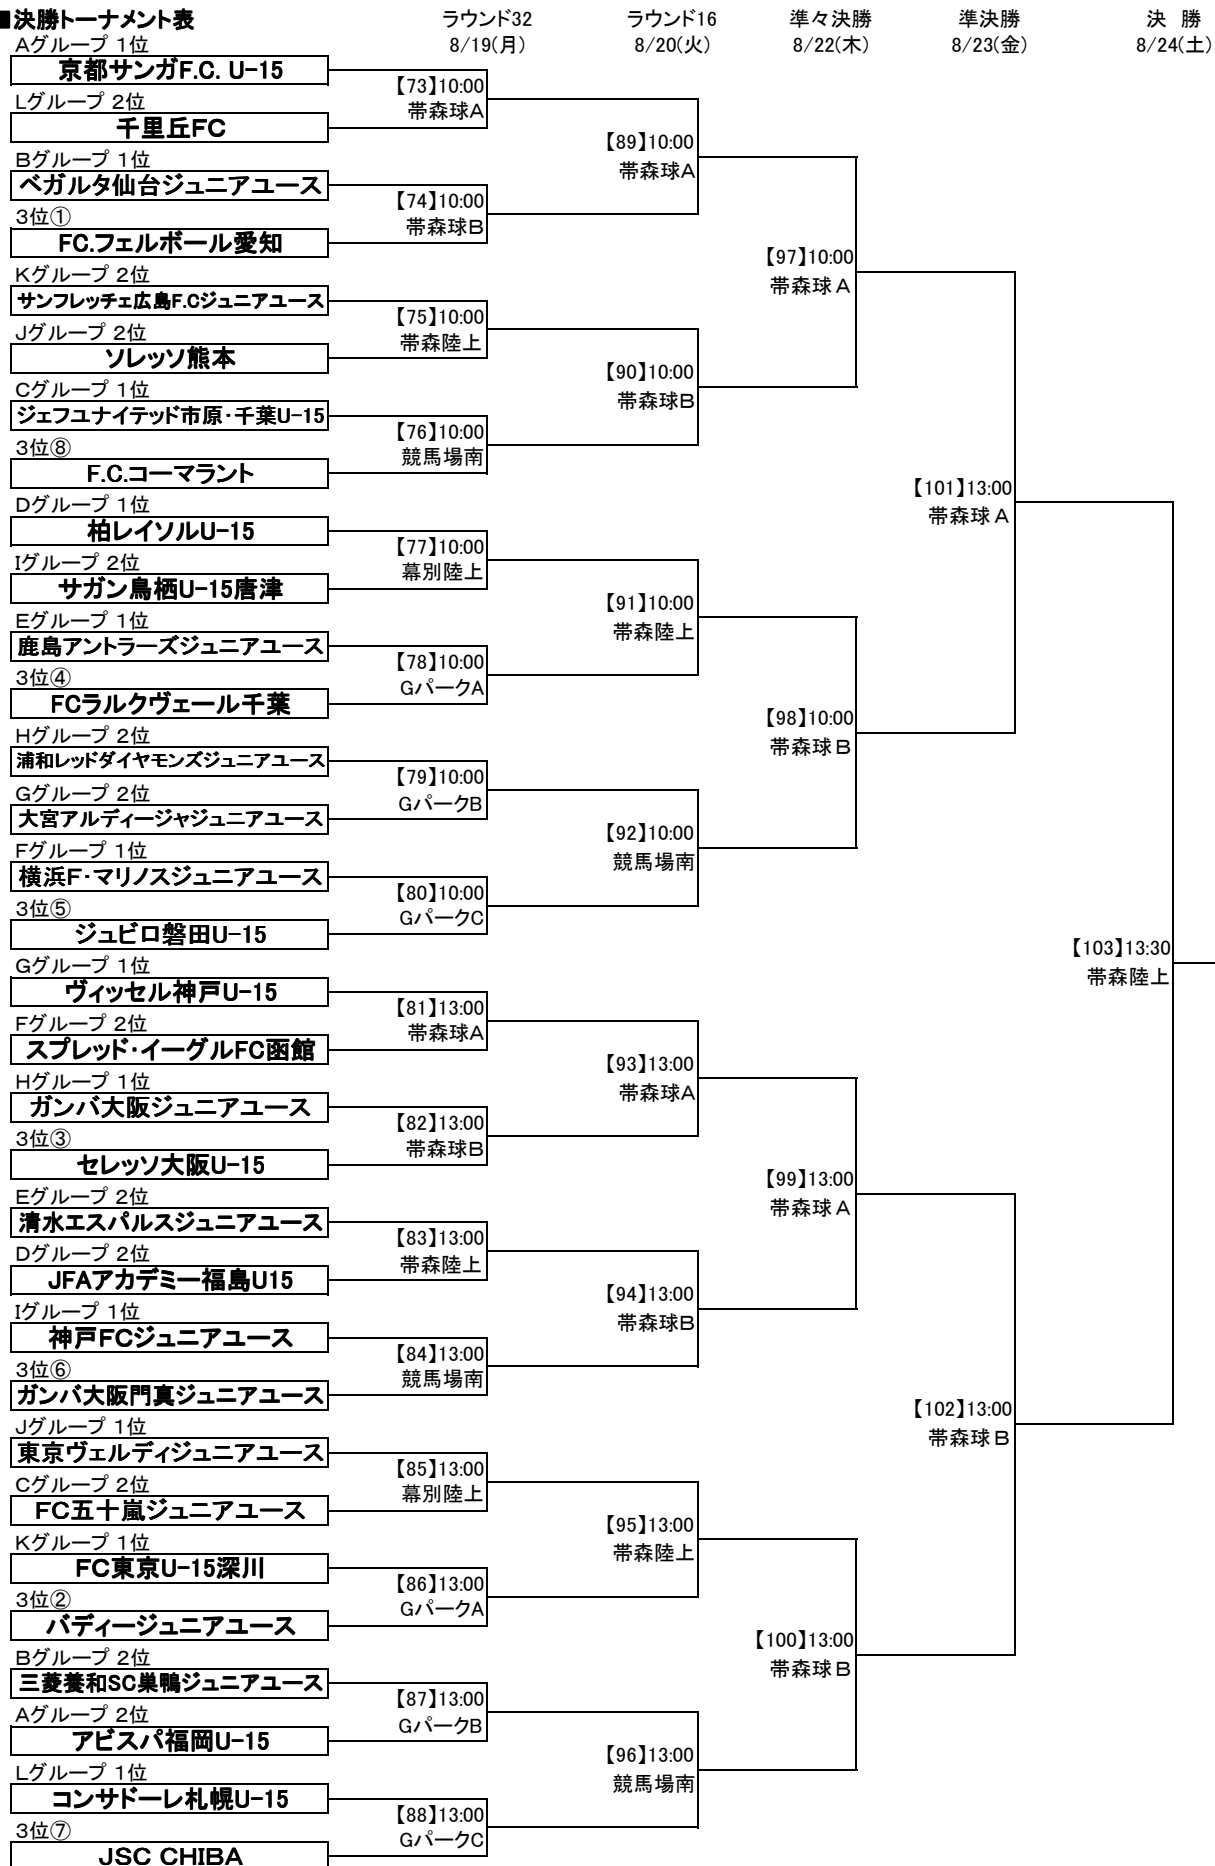 ■決勝トーナメント表
ラウンド32 ラウンド16 準々決勝 準決勝 決 勝
8/19(月) 8/20(火) 8/22(木) 8/23(金) 8/24(土)
Aグループ 1位
京都サンガF.C. U-15
【73】10:00
帯森球A
Lグループ 2位
千里丘FC
【89】10:00
帯森球A
Bグループ 1位
ベガルタ仙台ジュニアユース
【74】10:00
帯森球B
3位①
FC.フェルボール愛知
【97】10:00
帯森球A
Kグループ 2位
サンフレッチェ広島F.Cジュニアユース
【75】10:00
帯森陸上
Jグループ 2位
ソレッソ熊本
【90】10:00
帯森球B
Cグループ 1位
ジェフユナイテッド市原・千葉U-15
【76】10:00
競馬場南
3位⑧
F.C.コーマラント
【101】13:00
帯森球A
Dグループ 1位
柏レイソルU-15
【77】10:00
幕別陸上
Iグループ 2位
サガン鳥栖U-15唐津
【91】10:00
帯森陸上
Eグループ 1位
鹿島アントラーズジュニアユース
【78】10:00
GパークA
3位④
FCラルクヴェール千葉
【98】10:00
帯森球B
Hグループ 2位
浦和レッドダイヤモンズジュニアユース
【79】10:00
GパークB
Gグループ 2位
大宮アルディージャジュニアユース
【92】10:00
競馬場南
Fグループ 1位
横浜F・マリノスジュニアユース
【80】10:00
GパークC
3位⑤
ジュビロ磐田U-15
【103】13:30
帯森陸上
Gグループ 1位
ヴィッセル神戸U-15
【81】13:00
帯森球A
Fグループ 2位
スプレッド・イーグルFC函館
【93】13:00
帯森球A
Hグループ 1位
ガンバ大阪ジュニアユース
【82】13:00
帯森球B
3位③
セレッソ大阪U-15
【99】13:00
帯森球A
Eグループ 2位
清水エスパルスジュニアユース
【83】13:00
帯森陸上
Dグループ 2位
JFAアカデミー福島U15
【94】13:00
帯森球B
Iグループ 1位
神戸FCジュニアユース
【84】13:00
競馬場南
3位⑥
ガンバ大阪門真ジュニアユース
【102】13:00
帯森球B
Jグループ 1位
東京ヴェルディジュニアユース
【85】13:00
幕別陸上
Cグループ 2位
FC五十嵐ジュニアユース
【95】13:00
帯森陸上
Kグループ 1位
FC東京U-15深川
【86】13:00
GパークA
3位②
バディージュニアユース
【100】13:00
帯森球B
Bグループ 2位
三菱養和SC巣鴨ジュニアユース
【87】13:00
GパークB
Aグループ 2位
アビスパ福岡U-15
【96】13:00
競馬場南
Lグループ 1位
コンサドーレ札幌U-15
【88】13:00
GパークC
3位⑦
JSC CHIBA